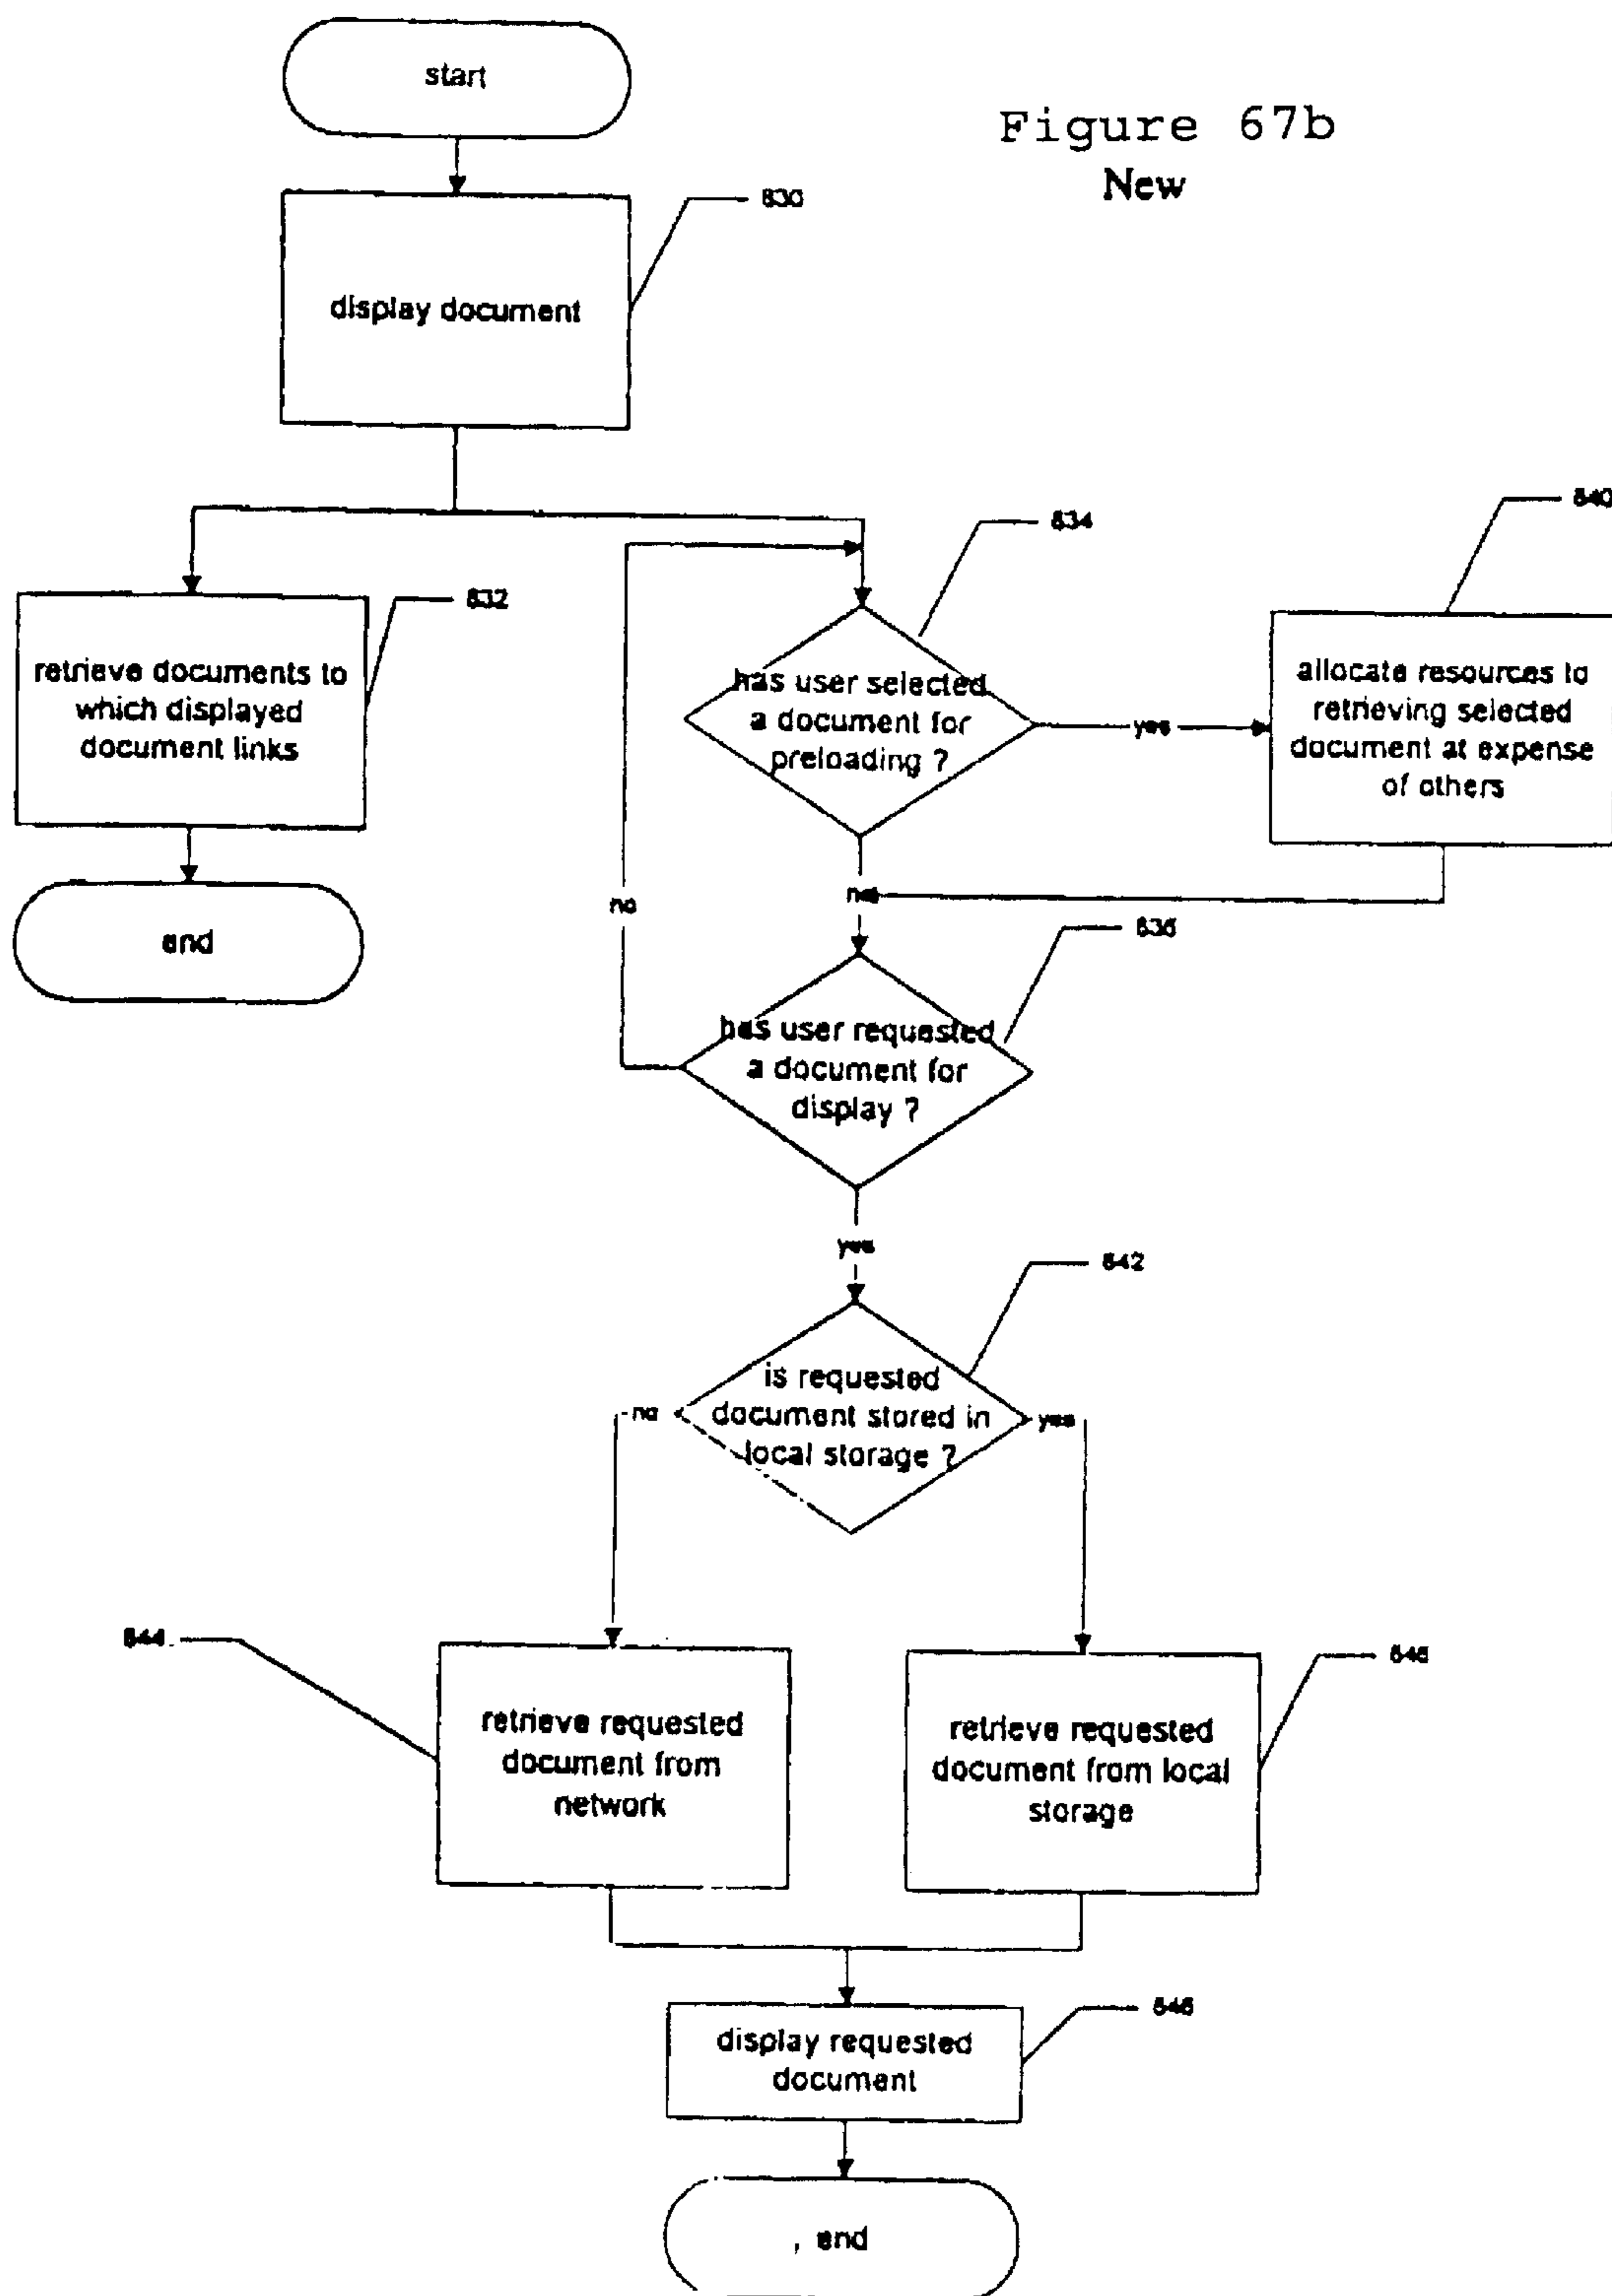 start
Figure 67b
New
830
display document
834
840
832
retrieve documents to
which displayed
document links
has user selected
a document for
preloading ?
yes
allocate resources to
retrieving selected
document at expense
of others
no
no
end
has user requested
a document for
display ?
yes
842
is requested
document stored in
local storage ?
no
yes
844
retrieve requested
document from
network
retrieve requested
document from local
storage
display requested
document
, end